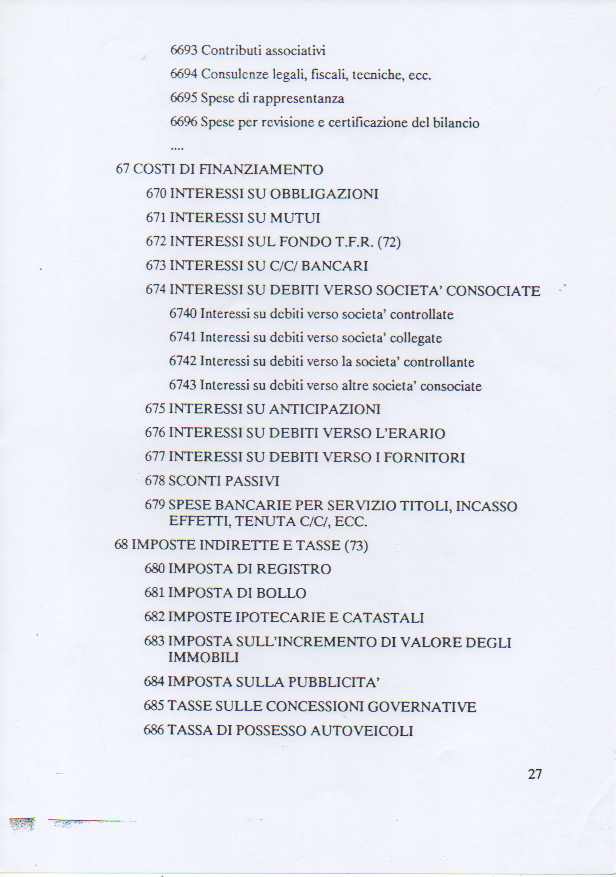 6693 Contributi associativi
6694 Consulenze legali, fiscali, tecniche, ecc.
6695 Spese di rappresentanza
6696 Spese per revisione e certificazione del bilancio
....
67 COSTI DI FINANZIAMENTO
670 INTERESSI SU OBBLIGAZIONI
671 INTERESSI SU MUTUI
672 INTERESSI SUL FONDO T.F.R. (72)
673 INTERESSI SU C/C/ BANCARI
674 INTERESSI SU DEBITI VERSO SOCIETA' CONSOCIATE
6740 Interessi su debiti verso societa' controllate
6741 Interessi su debiti verso societa' collegate
6742 Interessi su debiti verso la societa' controllante
6743 Interessi su debiti verso altre societa' consociate
675 INTERESSI SU ANTICIPAZIONI
676 INTERESSI SU DEBITI VERSO L'ERARIO
677 INTERESSI SU DEBITI VERSO I FORNITORI
678 SCONTI PASSIVI
679 SPESE BANCARIE PER SERVIZIO TITOLI, INCASSO
EFFETTI, TENUTA C/C/, ECC.
68 IMPOSTE INDIRETTE E TASSE (73)
680 IMPOSTA DI REGISTRO
681 IMPOSTA DI BOLLO
682 IMPOSTE IPOTECARIE E CATASTALI
683 IMPOSTA SULL'INCREMENTO DI VALORE DEGLI
IMMOBILI
684 IMPOSTA SULLA PUBBLICITA'
685 TASSE SULLE CONCESSIONI GOVERNATIVE
686 TASSA DI POSSESSO AUTOVEICOLI
27